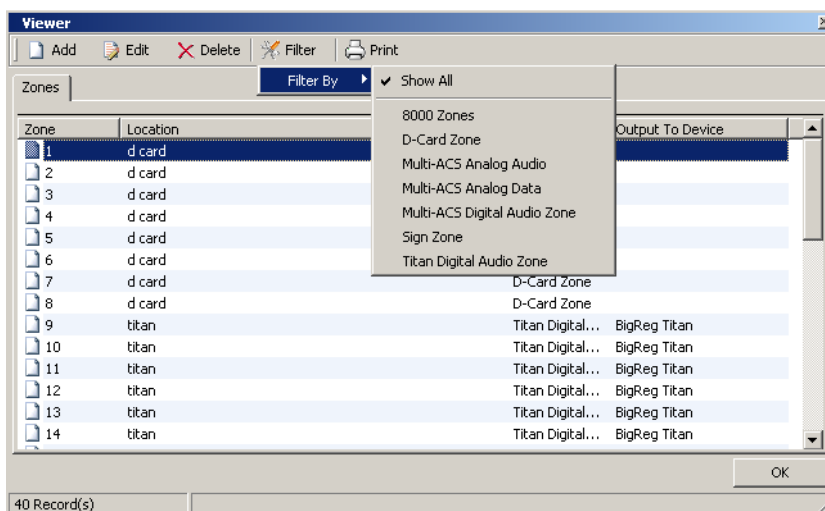 Viewer
Add Edit Delete Filter Print
Filter By Show All
Zones
8000 Zones
D-Card Zone
Multi-ACS Analog Audio
Multi-ACS Analog Data
Multi-ACS Digital Audio Zone
Sign Zone
Titan Digital Audio Zone
Zone Location Output To Device
1 d card
2 d card
3 d card
4 d card
5 d card
6 d card
7 d card D-Card Zone
8 d card D-Card Zone
9 titan Titan Digital... BigReg Titan
10 titan Titan Digital... BigReg Titan
11 titan Titan Digital... BigReg Titan
12 titan Titan Digital... BigReg Titan
13 titan Titan Digital... BigReg Titan
14 titan Titan Digital... BigReg Titan
OK
40 Record(s)